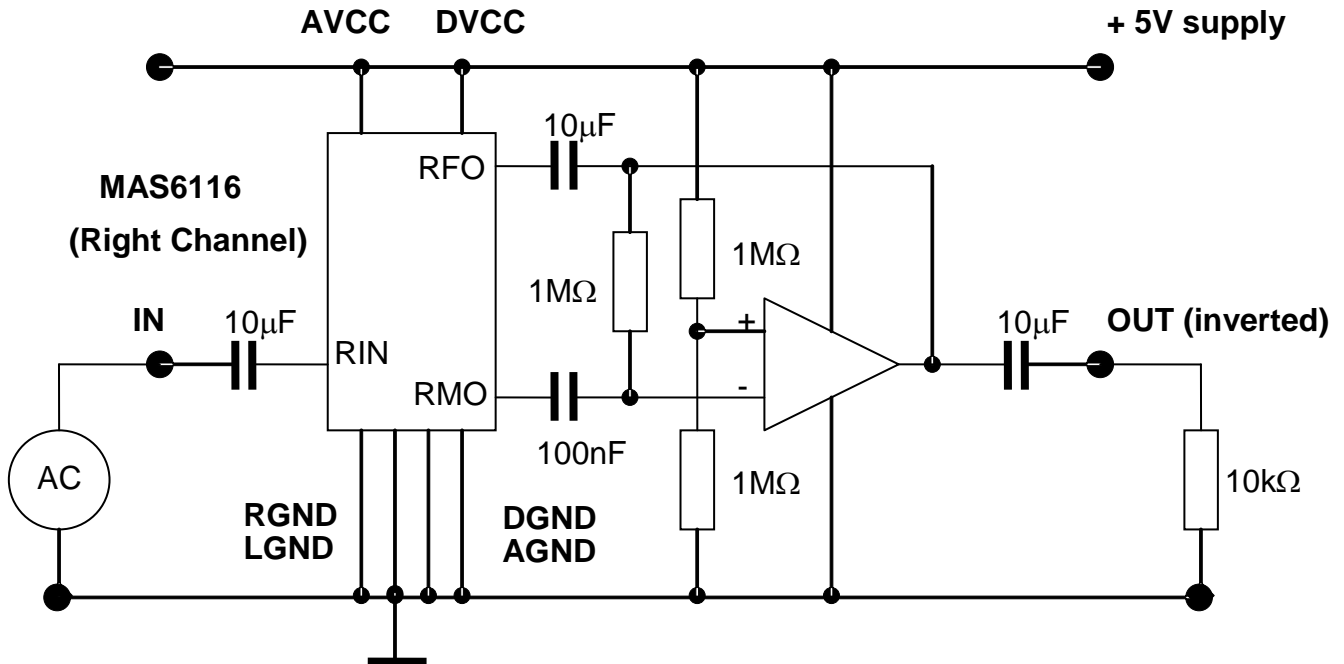 AVCC DVCC + 5V supply
10μF
RFO
MAS6116
(Right Channel)
1MΩ
1MΩ
IN
10μF
+
10μF
OUT (inverted)
RIN
RMO
-
100nF
AC
1MΩ
10kΩ
RGND
LGND
DGND
AGND